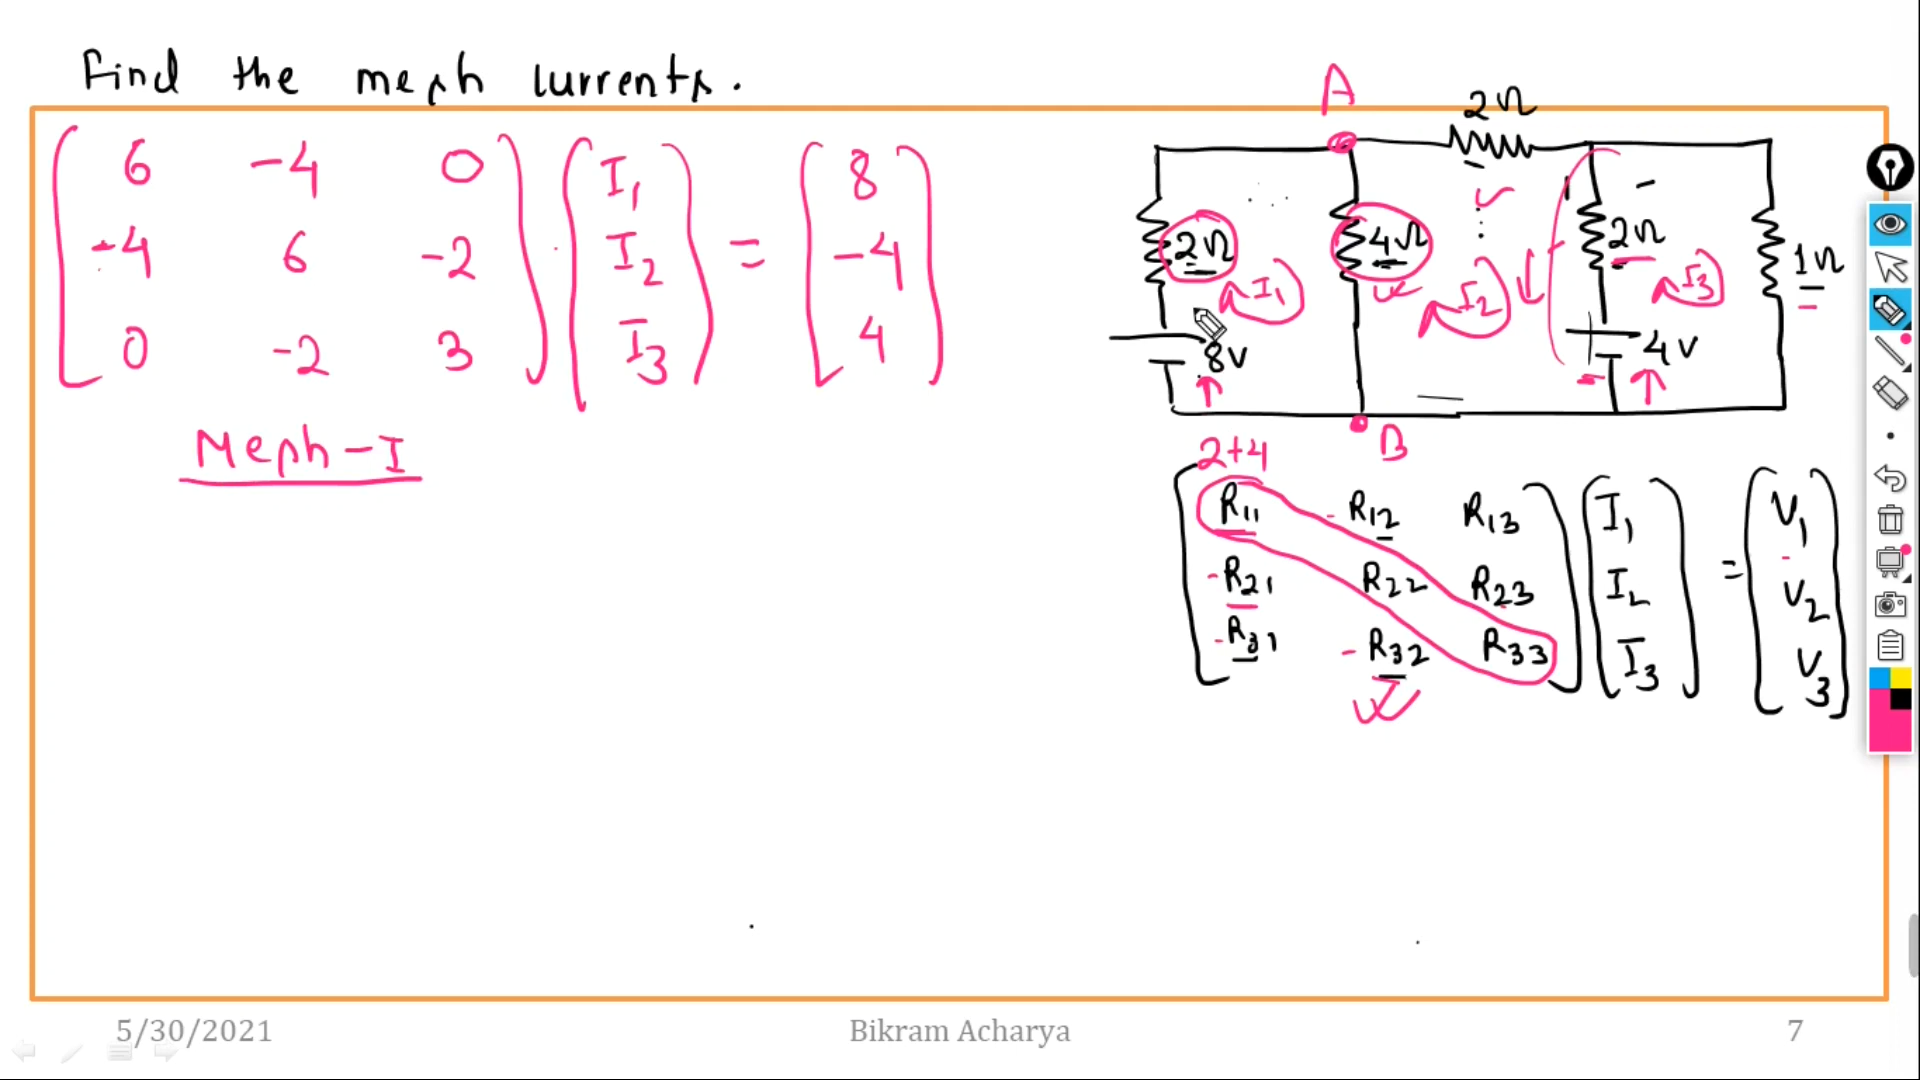 Find the mesh currents.
6 -4 0 I1 8
-4 6 -2 I2 = -4
0 -2 3 I3 4
Mesh-I
A
2Ω
2Ω 4Ω 2Ω 1Ω
I1 I2 I3
8V 4V
B
2+4
R11 -R12 R13 I1 V1
-R21 R22 R23 I2 = V2
-R31 -R32 R33 I3 V3
5/30/2021 Bikram Acharya 7